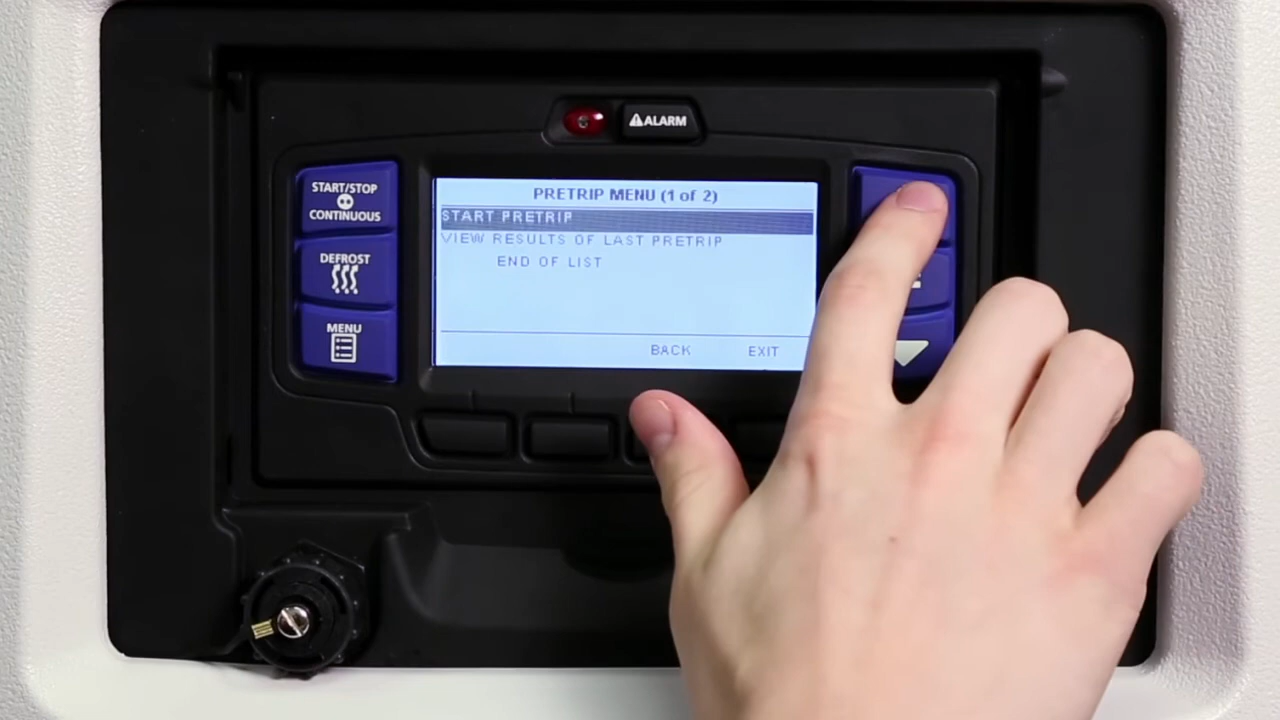 ALARM
START/STOP
CONTINUOUS
DEFROST
MENU
PRETRIP MENU (1 of 2)
START PRETRIP
VIEW RESULTS OF LAST PRETRIP
END OF LIST
BACK EXIT